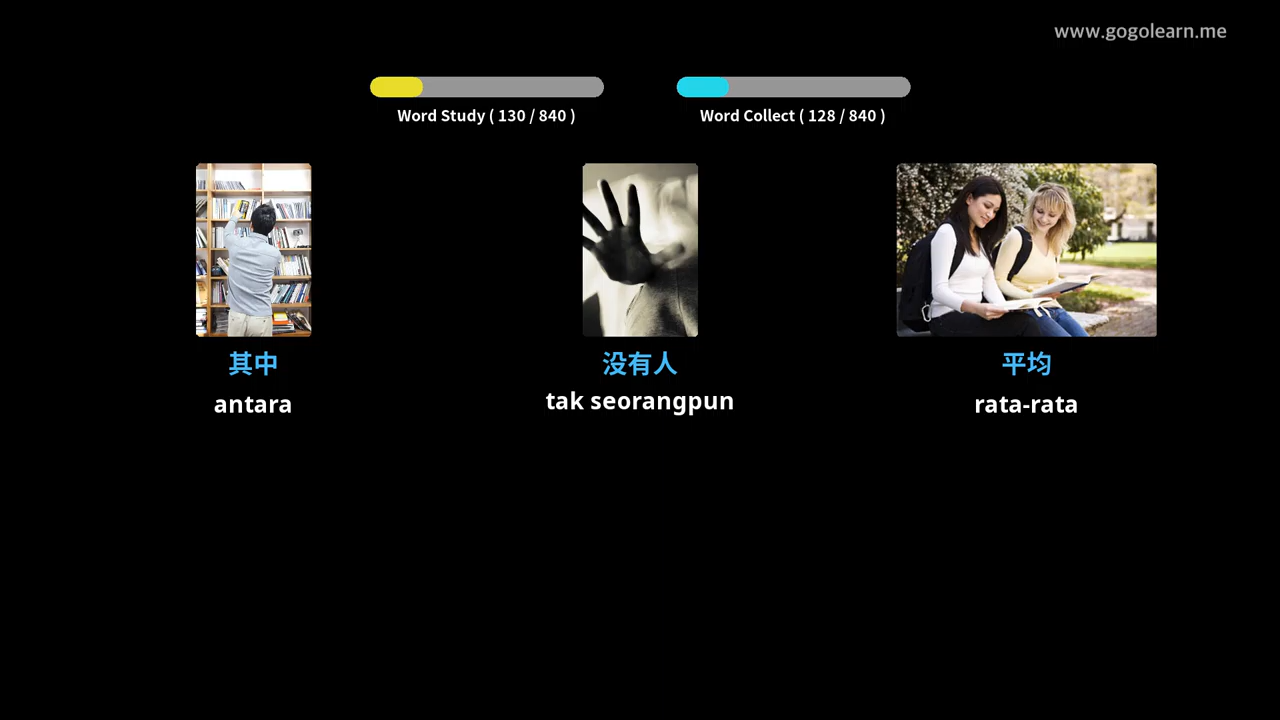 www.gogolearn.me
Word Study ( 130 / 840 )
Word Collect ( 128 / 840 )
其中
antara
没有人
tak seorangpun
平均
rata-rata